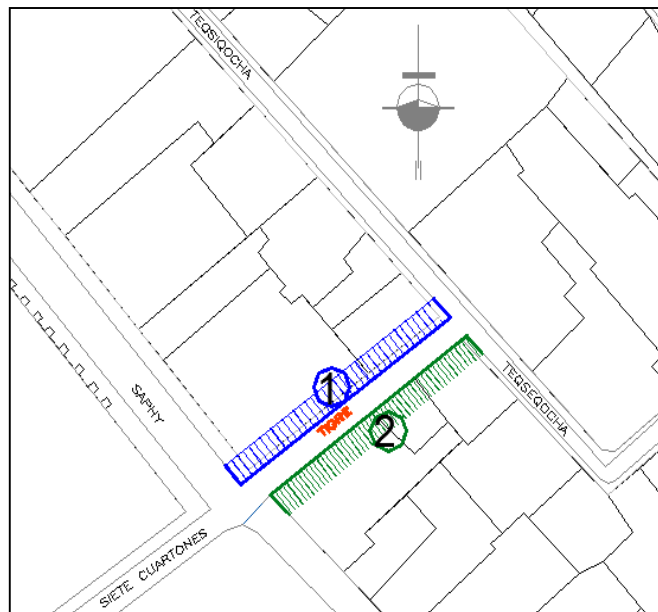 TEQSIQOCHA
1
TIGRE
2
SAPHY
TEQSEQOCHA
SIETE CUARTONES